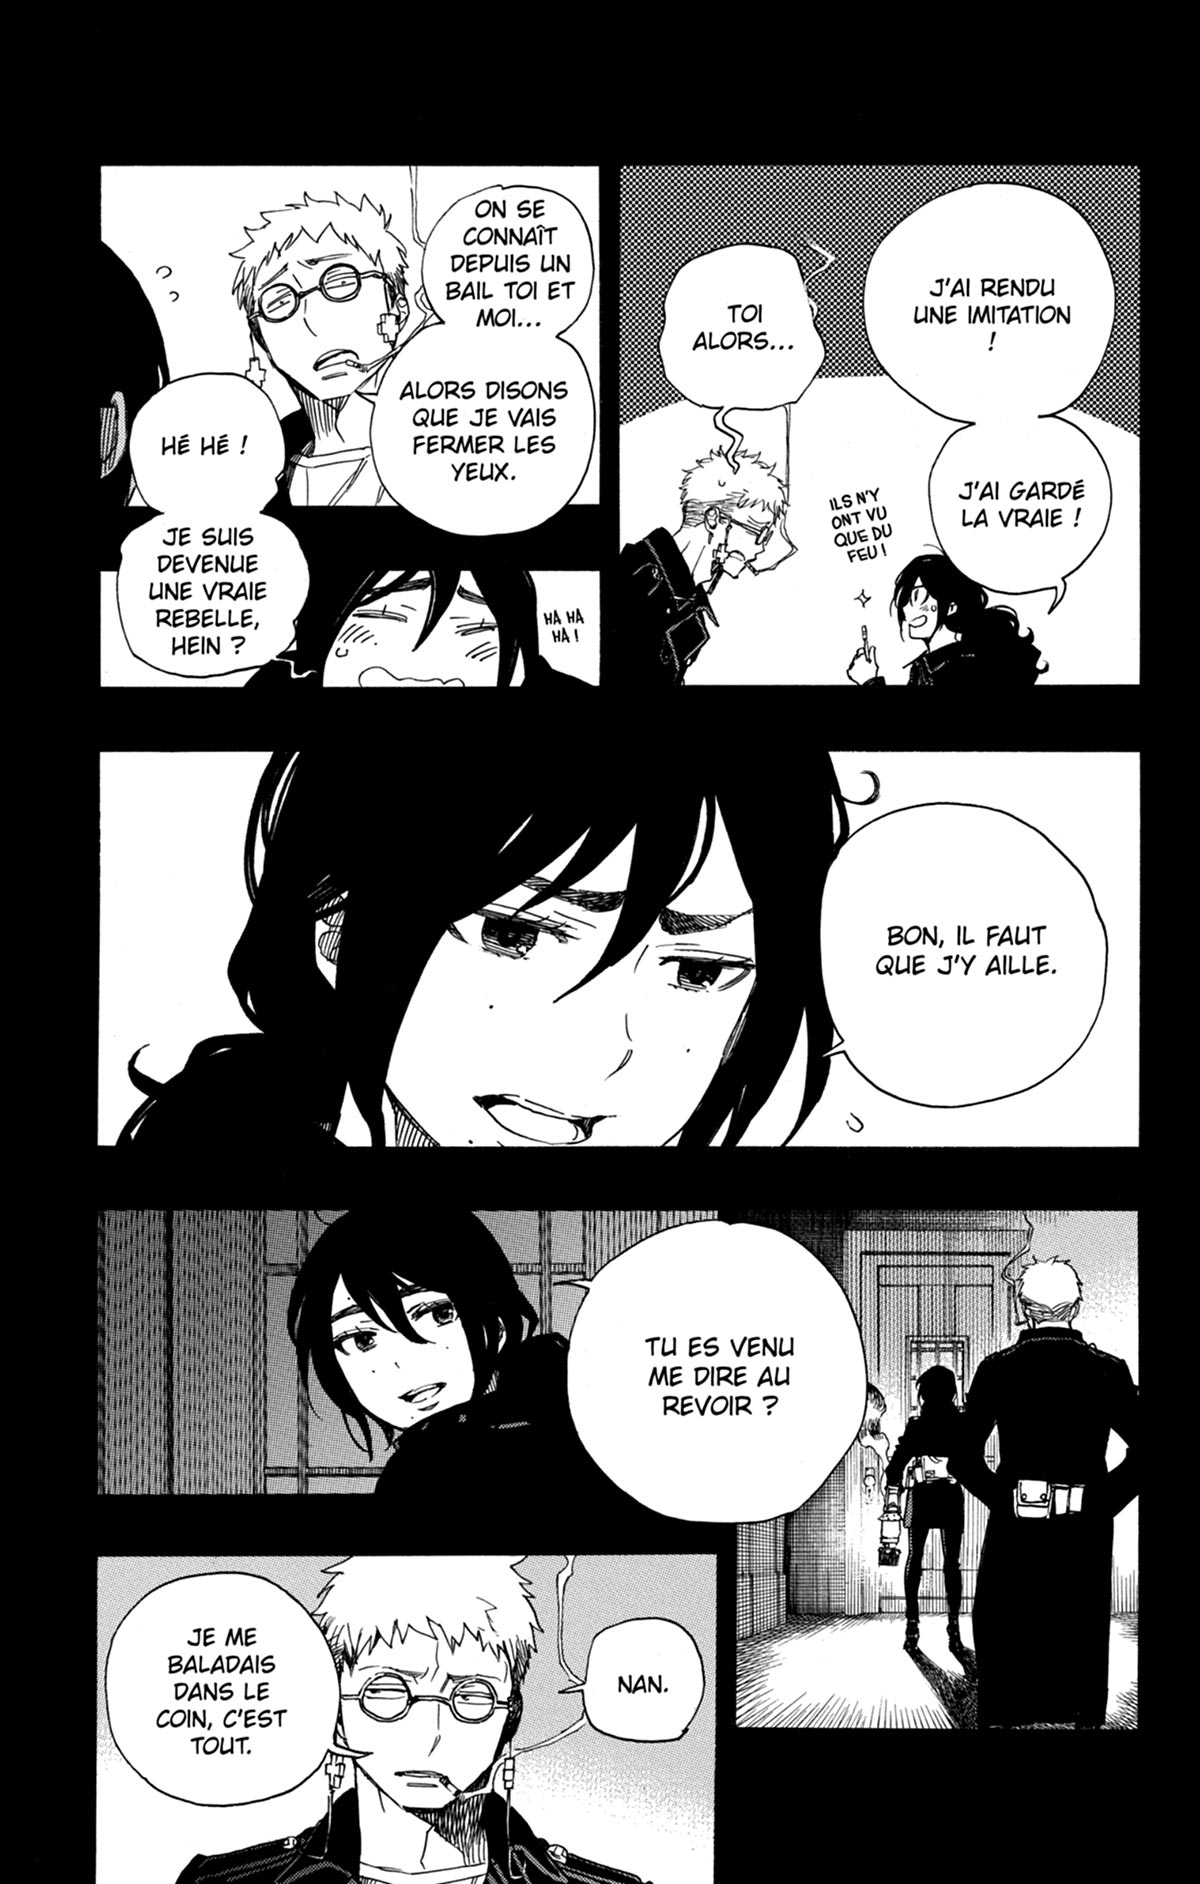 J'AI RENDU
UNE IMITATION
!
J'AI GARDÉ
LA VRAIE !
ILS N'Y
ONT VU
QUE DU
FEU !
TOI
ALORS...
ON SE
CONNAÎT
DEPUIS UN
BAIL TOI ET
MOI...
ALORS DISONS
QUE JE VAIS
FERMER LES
YEUX.
HÉ HÉ !
JE SUIS
DEVENUE
UNE VRAIE
REBELLE,
HEIN ?
HA HA
HA !
BON, IL FAUT
QUE J'Y AILLE.
TU ES VENU
ME DIRE AU
REVOIR ?
NAN.
JE ME
BALADAIS
DANS LE
COIN, C'EST
TOUT.